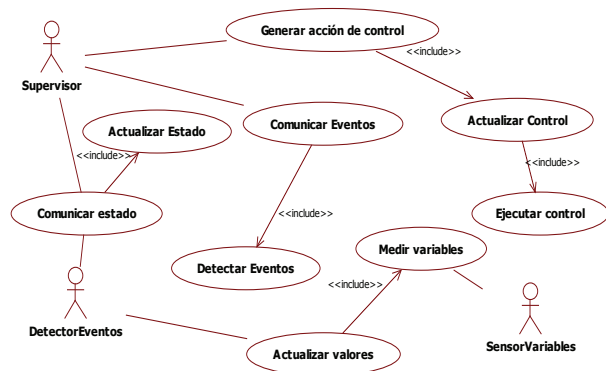 Generar acción de control
<<include>>
Supervisor
Actualizar Estado
Comunicar Eventos
Actualizar Control
<<include>>
<<include>>
Comunicar estado
<<include>>
Ejecutar control
Medir variables
Detectar Eventos
<<include>>
DetectorEventos
Actualizar valores
SensorVariables